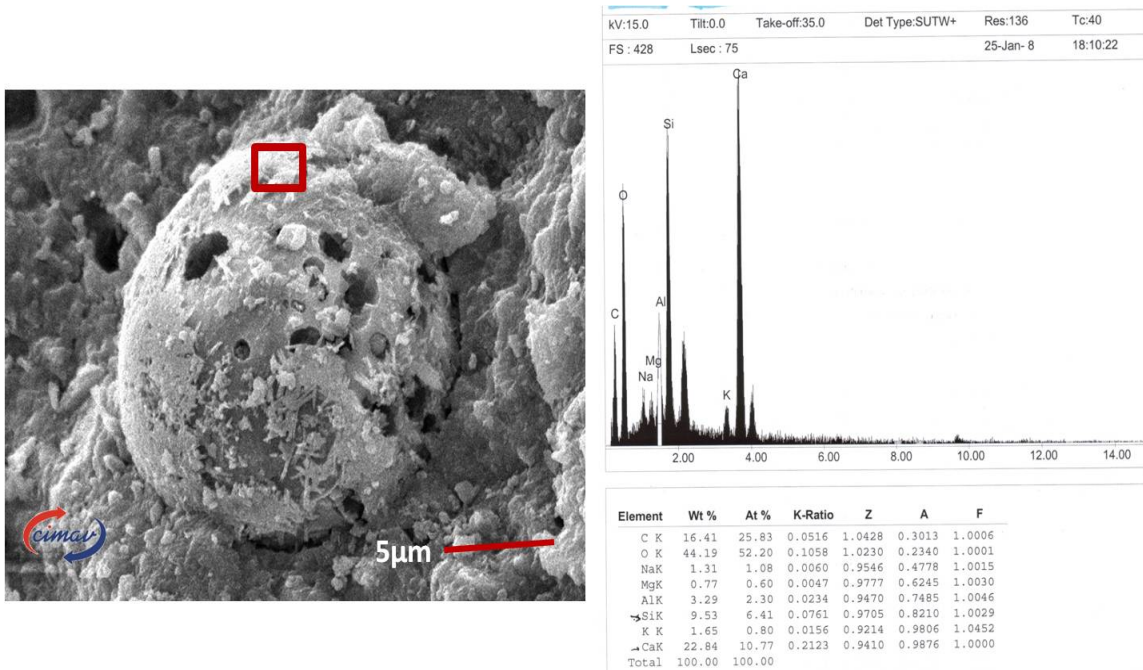 kV:15.0 Tilt:0.0 Take-off:35.0 Det Type:SUTW+ Res:136 Tc:40
FS : 428 Lsec : 75 25-Jan- 8 18:10:22
Ca
Si
O
Al
C
Mg
Na
K
2.00 4.00 6.00 8.00 10.00 12.00 14.00
cimav
5µm
Element Wt % At % K-Ratio Z A F
C K 16.41 25.83 0.0516 1.0428 0.3013 1.0006
O K 44.19 52.20 0.1058 1.0230 0.2340 1.0001
NaK 1.31 1.08 0.0060 0.9546 0.4778 1.0015
MgK 0.77 0.60 0.0047 0.9777 0.6245 1.0030
AlK 3.29 2.30 0.0234 0.9470 0.7485 1.0046
SiK 9.53 6.41 0.0761 0.9705 0.8210 1.0029
K K 1.65 0.80 0.0156 0.9214 0.9806 1.0452
CaK 22.84 10.77 0.2123 0.9410 0.9876 1.0000
Total 100.00 100.00